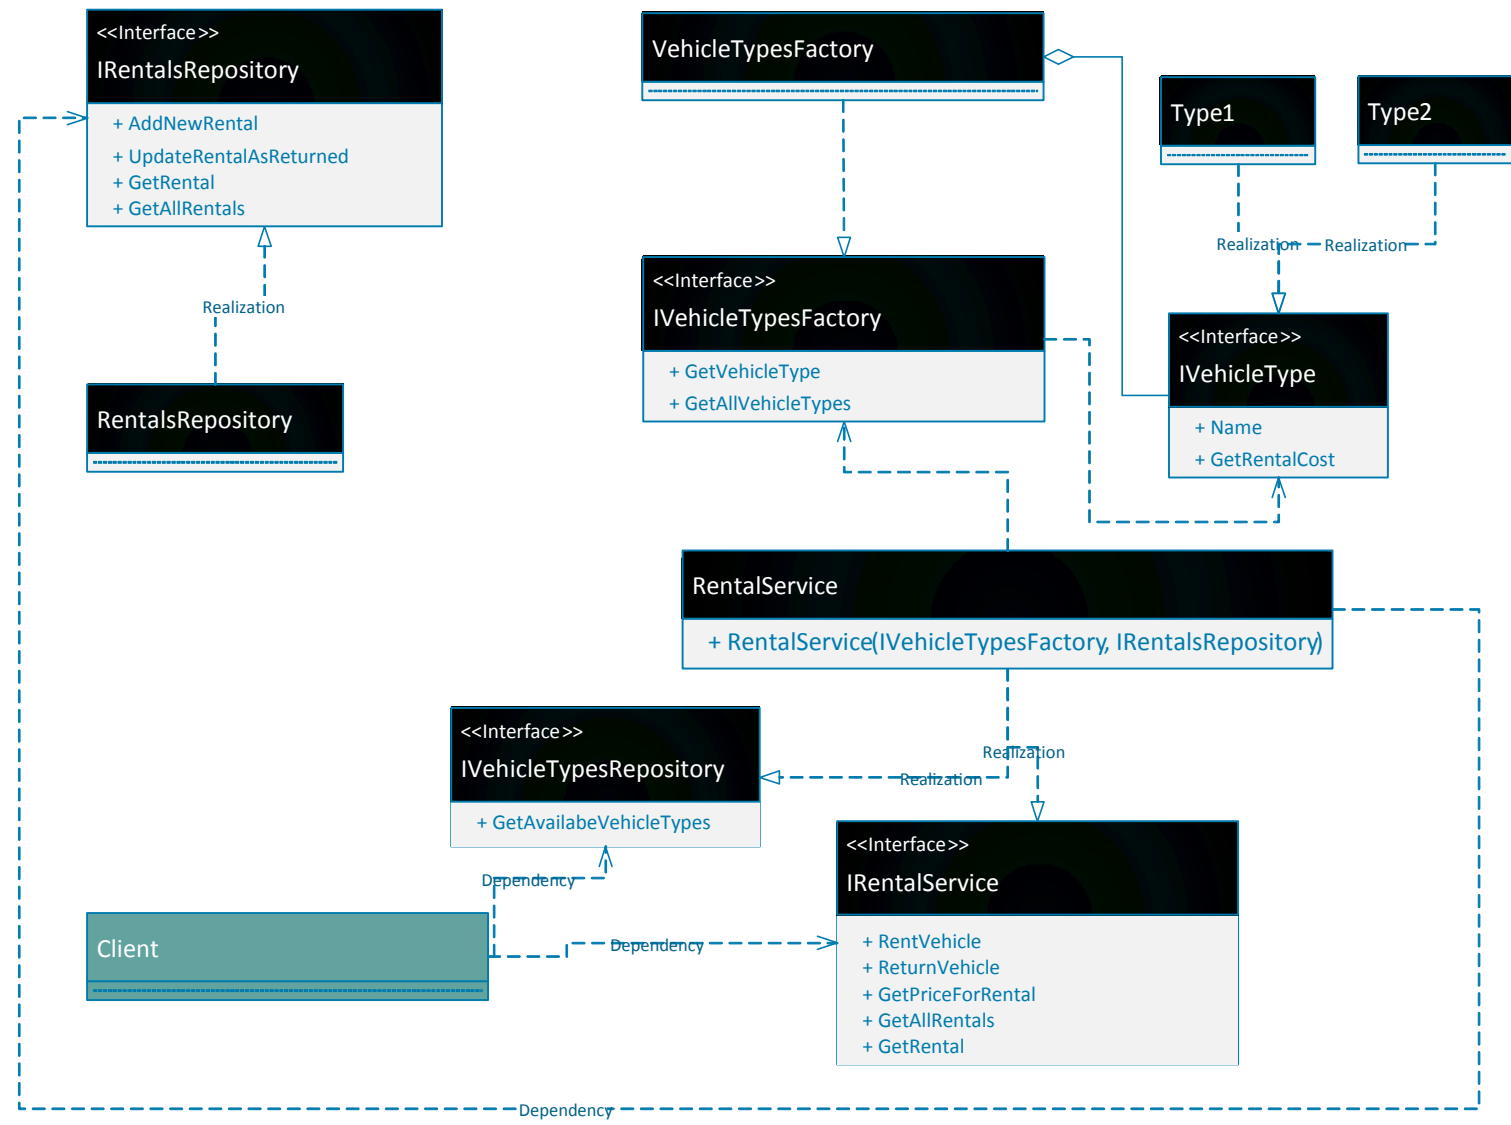 <<Interface>>
IRentalsRepository
+ AddNewRental
+ UpdateRentalAsReturned
+ GetRental
+ GetAllRentals
Realization
RentalsRepository
VehicleTypesFactory
Type1
Type2
Realization
Realization
<<Interface>>
IVehicleTypesFactory
+ GetVehicleType
+ GetAllVehicleTypes
<<Interface>>
IVehicleType
+ Name
+ GetRentalCost
RentalService
+ RentalService(IVehicleTypesFactory, IRentalsRepository)
Realization
Realization
<<Interface>>
IVehicleTypesRepository
+ GetAvailabeVehicleTypes
Dependency
<<Interface>>
IRentalService
+ RentVehicle
+ ReturnVehicle
+ GetPriceForRental
+ GetAllRentals
+ GetRental
Client
Dependency
Dependency